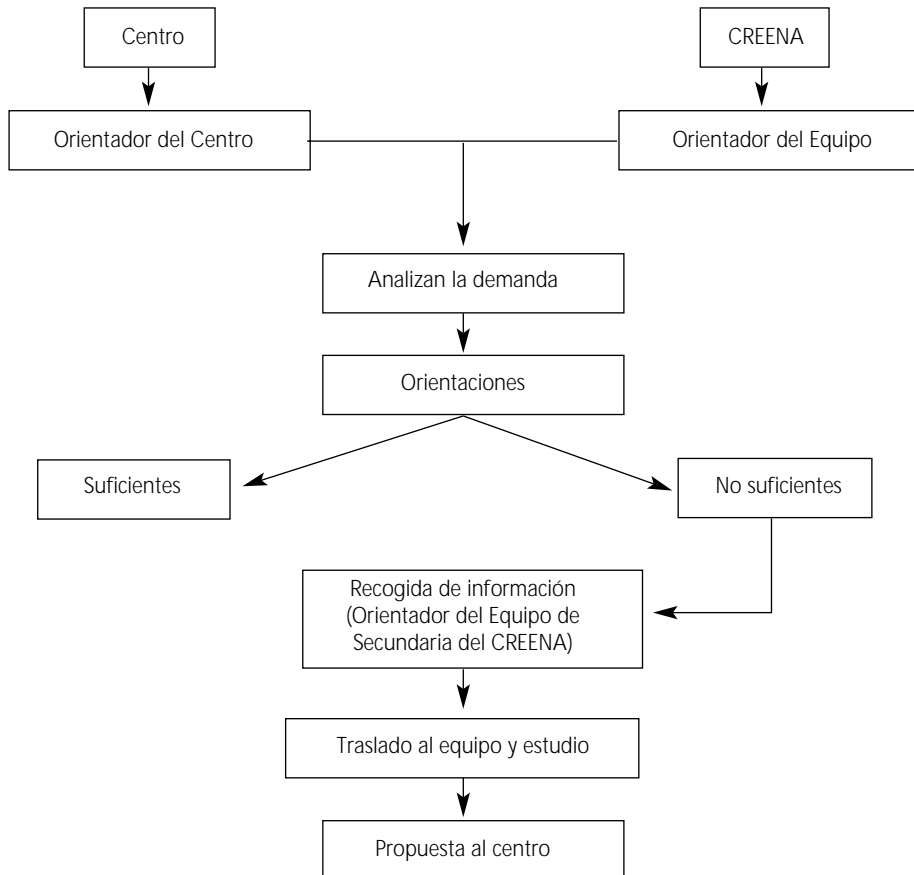 Centro
CREENA
Orientador del Centro
Orientador del Equipo
Analizan la demanda
Orientaciones
Suficientes
No suficientes
Recogida de información
(Orientador del Equipo de
Secundaria del CREENA)
Traslado al equipo y estudio
Propuesta al centro